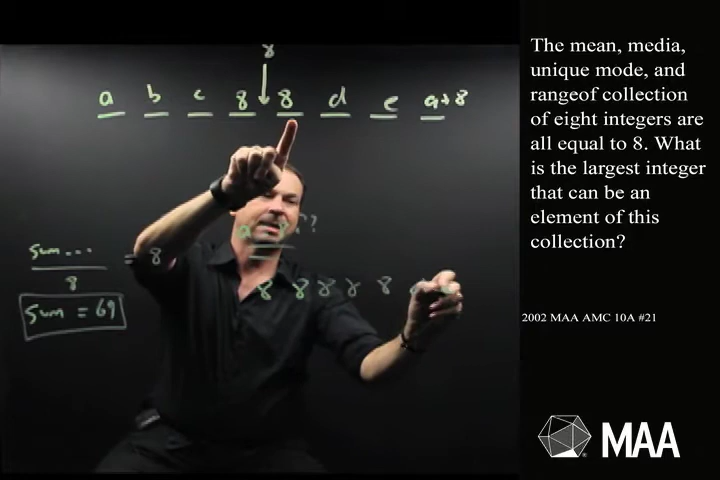 8
a b c 8 8 d e a+8
a 8 ??
Sum ... = 8
8
8 8 8 8 8
Sum = 69
The mean, media,
unique mode, and
rangeof collection
of eight integers are
all equal to 8. What
is the largest integer
that can be an
element of this
collection?
2002 MAA AMC 10A #21
MAA